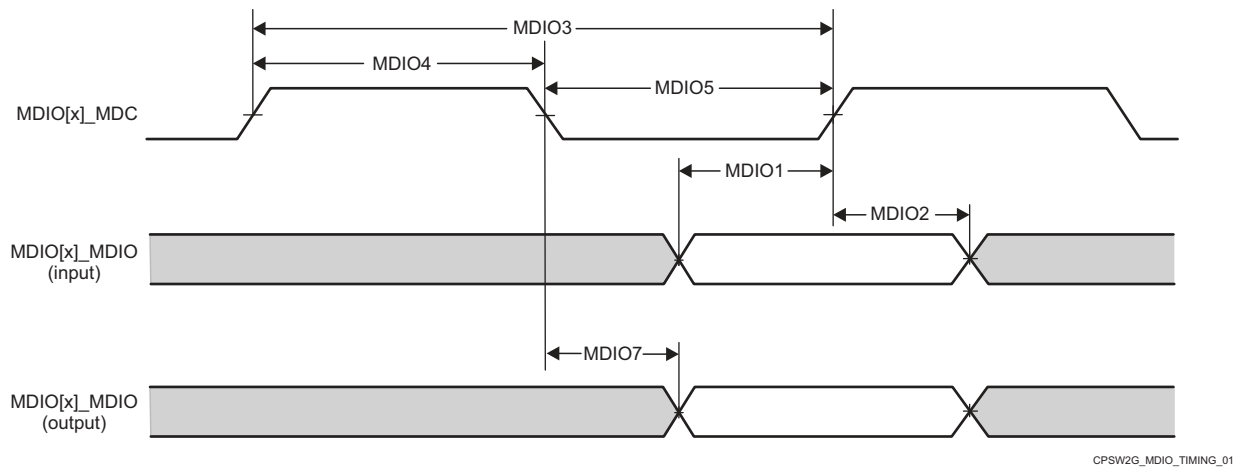 MDIO3
MDIO4
MDIO5
MDIO[x]_MDC
MDIO1
MDIO2
MDIO[x]_MDIO
(input)
MDIO7
MDIO[x]_MDIO
(output)
CPSW2G_MDIO_TIMING_01